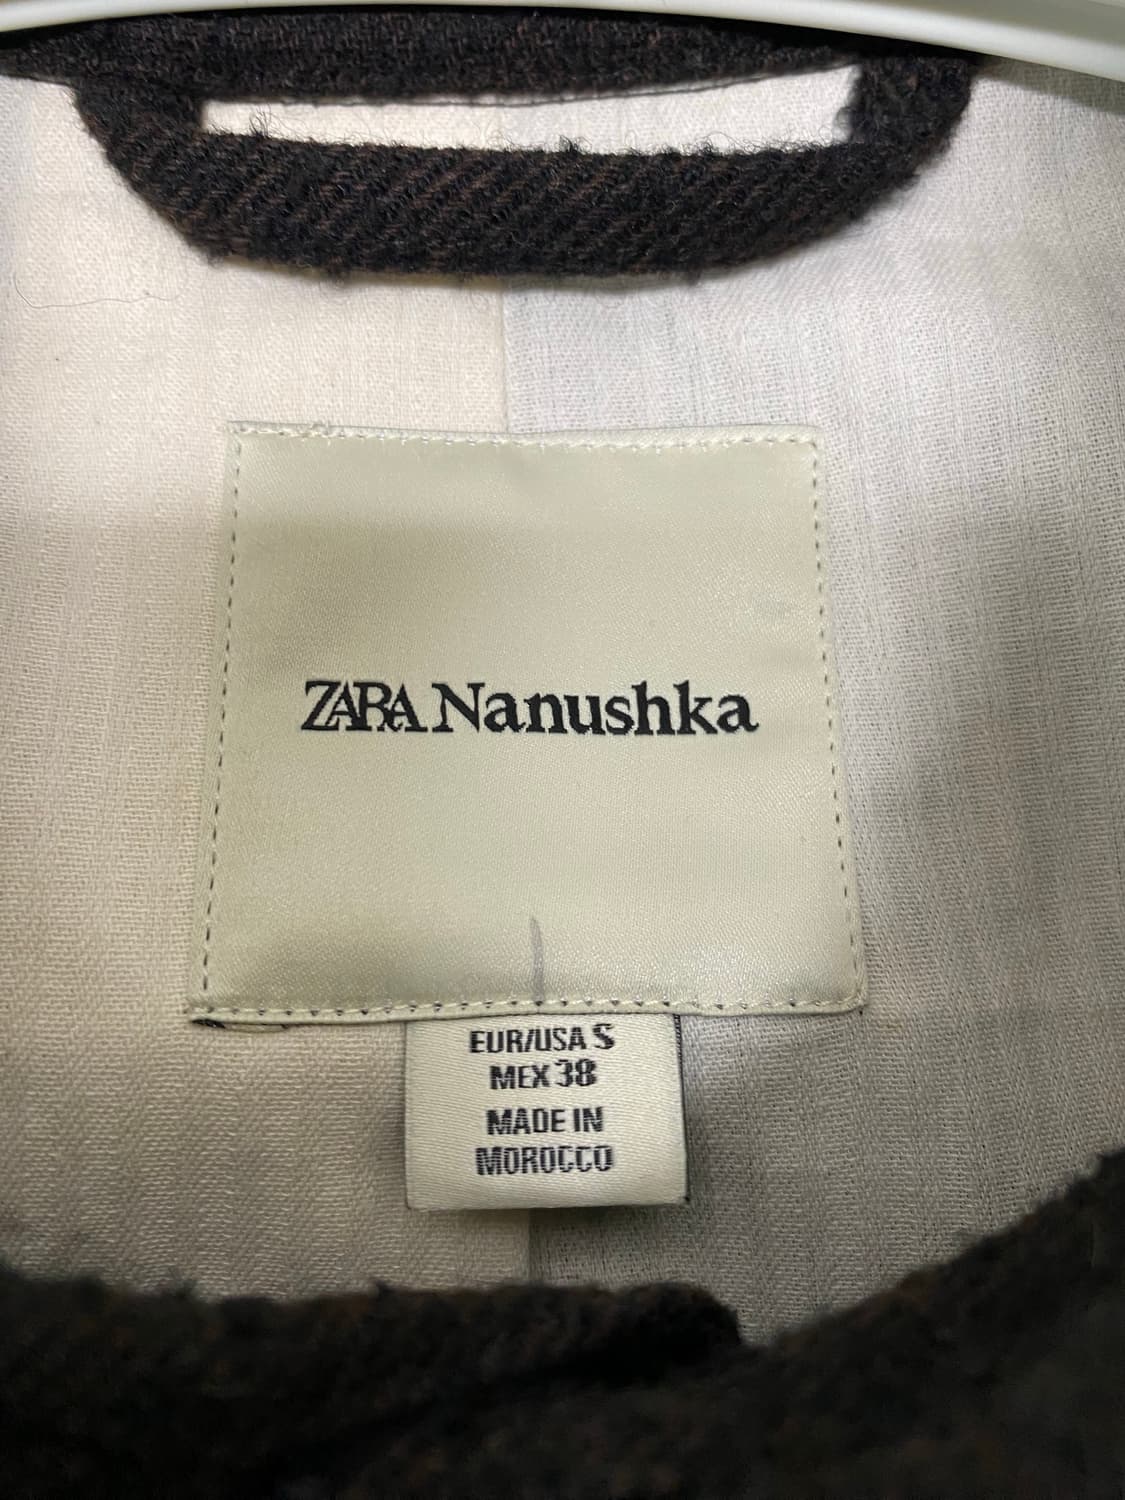 ZARA Nanushka
EUR/USA S
MEX 38
MADE IN
MOROCCO